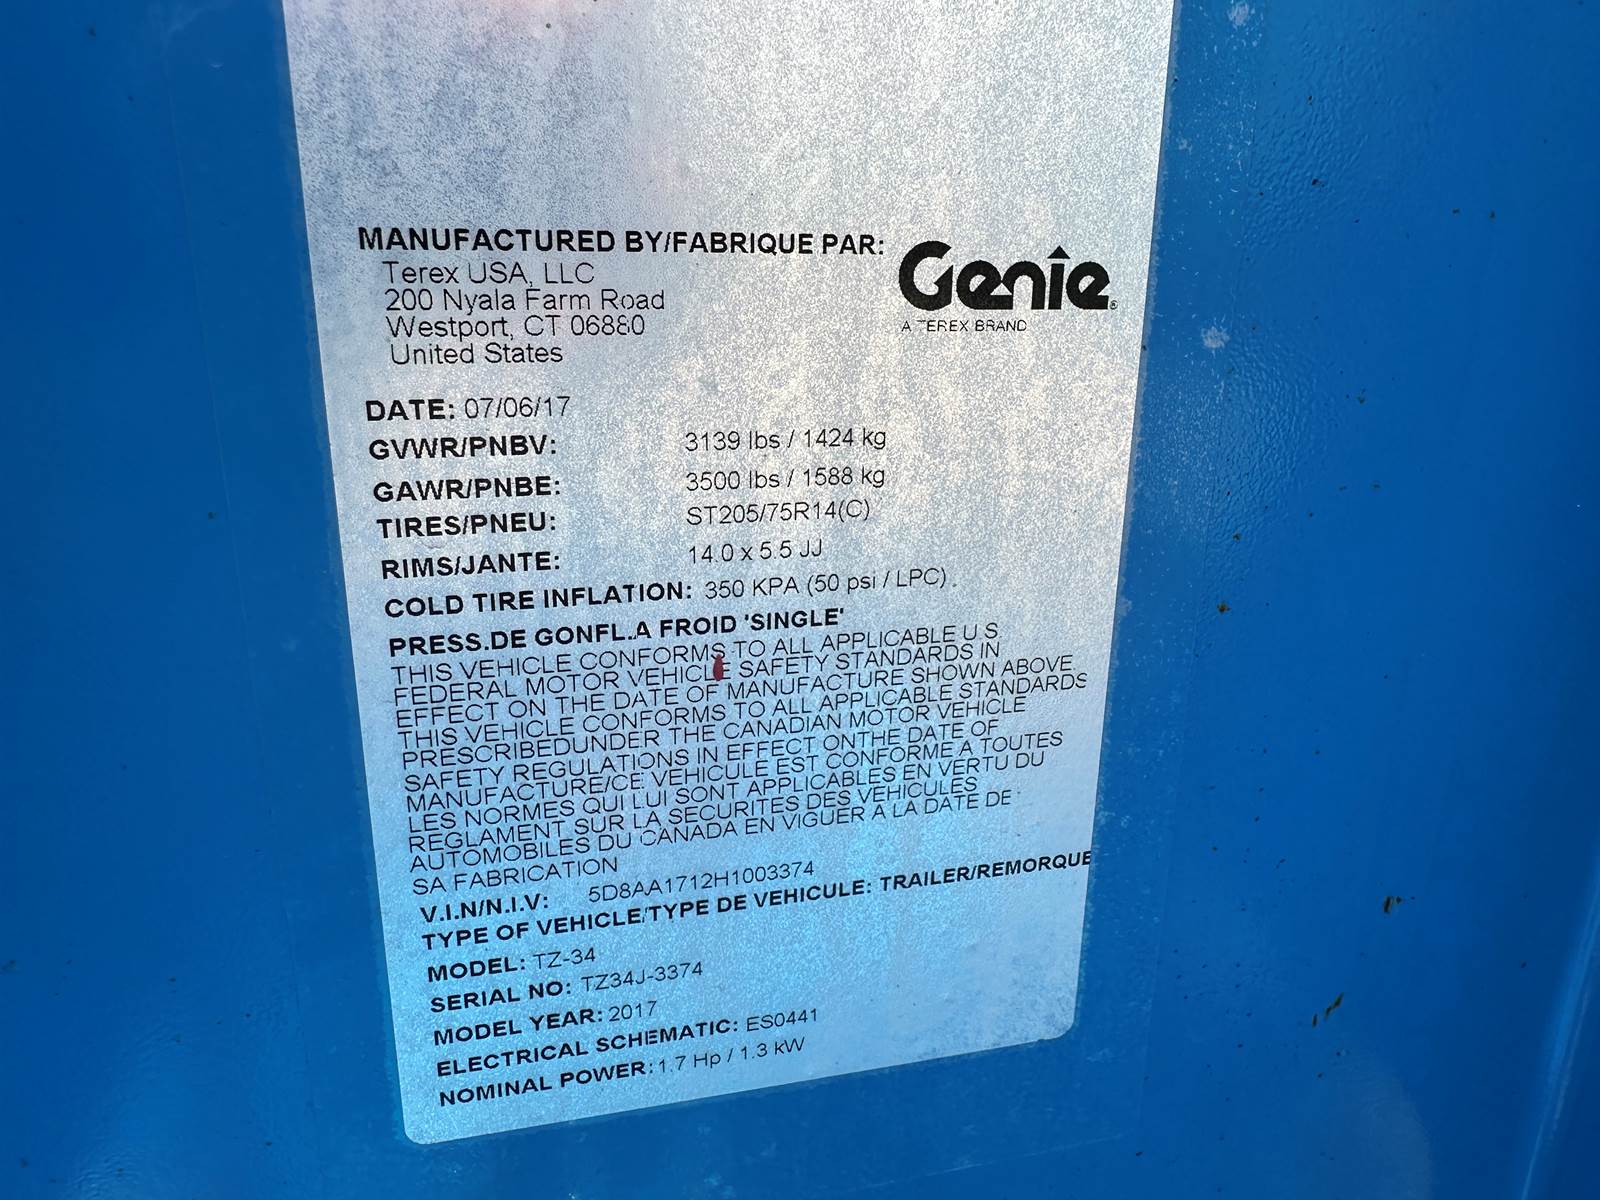 MANUFACTURED BY/FABRIQUE PAR:
Terex USA, LLC
200 Nyala Farm Road
Westport, CT 06880
United States
Genie
A TEREX BRAND
DATE: 07/06/17
GVWR/PNBV: 3139 lbs / 1424 kg
GAWR/PNBE: 3500 lbs / 1588 kg
TIRES/PNEU: ST205/75R14(C)
RIMS/JANTE: 14.0 x 5.5 JJ
COLD TIRE INFLATION: 350 KPA (50 psi / LPC)
PRESS.DE GONFL.A FROID 'SINGLE'
THIS VEHICLE CONFORMS TO ALL APPLICABLE U S
FEDERAL MOTOR VEHICLE SAFETY STANDARDS IN
EFFECT ON THE DATE OF MANUFACTURE SHOWN ABOVE.
THIS VEHICLE CONFORMS TO ALL APPLICABLE STANDARDS
PRESCRIBEDUNDER THE CANADIAN MOTOR VEHICLE
SAFETY REGULATIONS IN EFFECT ONTHE DATE OF
MANUFACTURE/CE VEHICULE EST CONFORME A TOUTES
LES NORMES QUI LUI SONT APPLICABLES EN VERTU DU
REGLAMENT SUR LA SECURITES DES VEHICULES
AUTOMOBILES DU CANADA EN VIGUER A LA DATE DE
SA FABRICATION
V.I.N/N.I.V: 5D8AA1712H1003374
TYPE OF VEHICLE/TYPE DE VEHICULE: TRAILER/REMORQUE
MODEL: TZ-34
SERIAL NO: TZ34J-3374
MODEL YEAR: 2017
ELECTRICAL SCHEMATIC: ES0441
NOMINAL POWER: 1.7 Hp / 1.3 kW